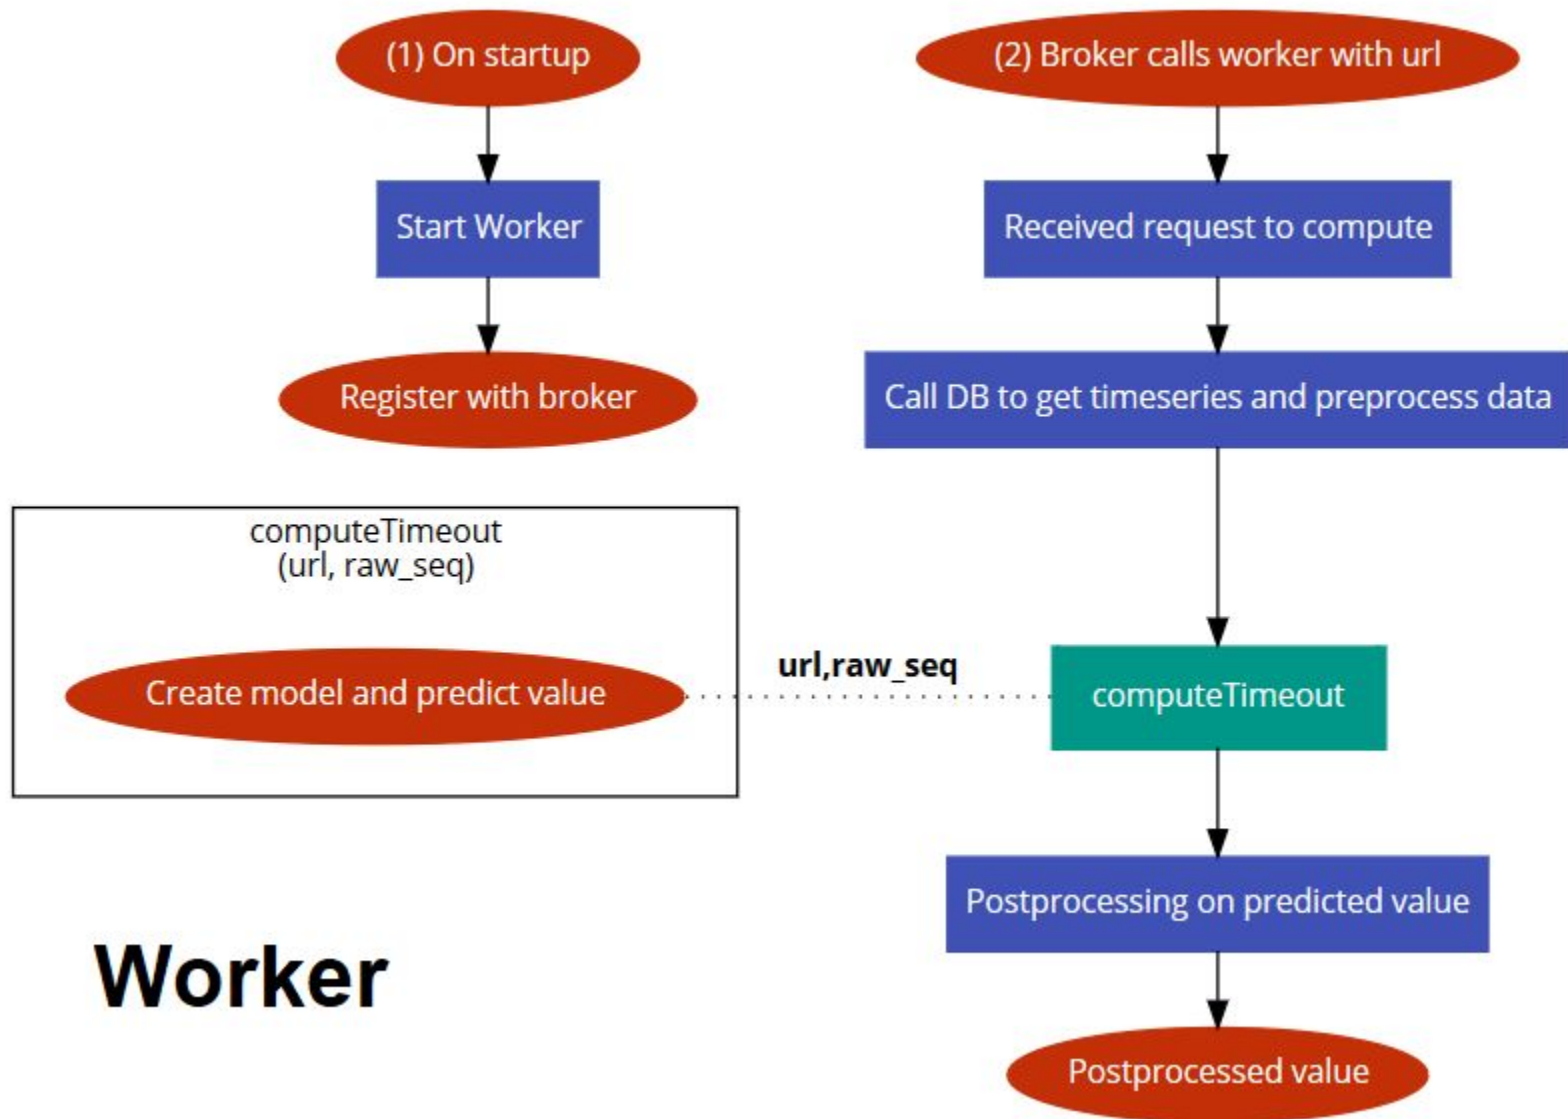 (1) On startup
Start Worker
Register with broker
(2) Broker calls worker with url
Received request to compute
Call DB to get timeseries and preprocess data
computeTimeout
(url, raw_seq)
Create model and predict value
url,raw_seq
computeTimeout
Postprocessing on predicted value
Postprocessed value
Worker